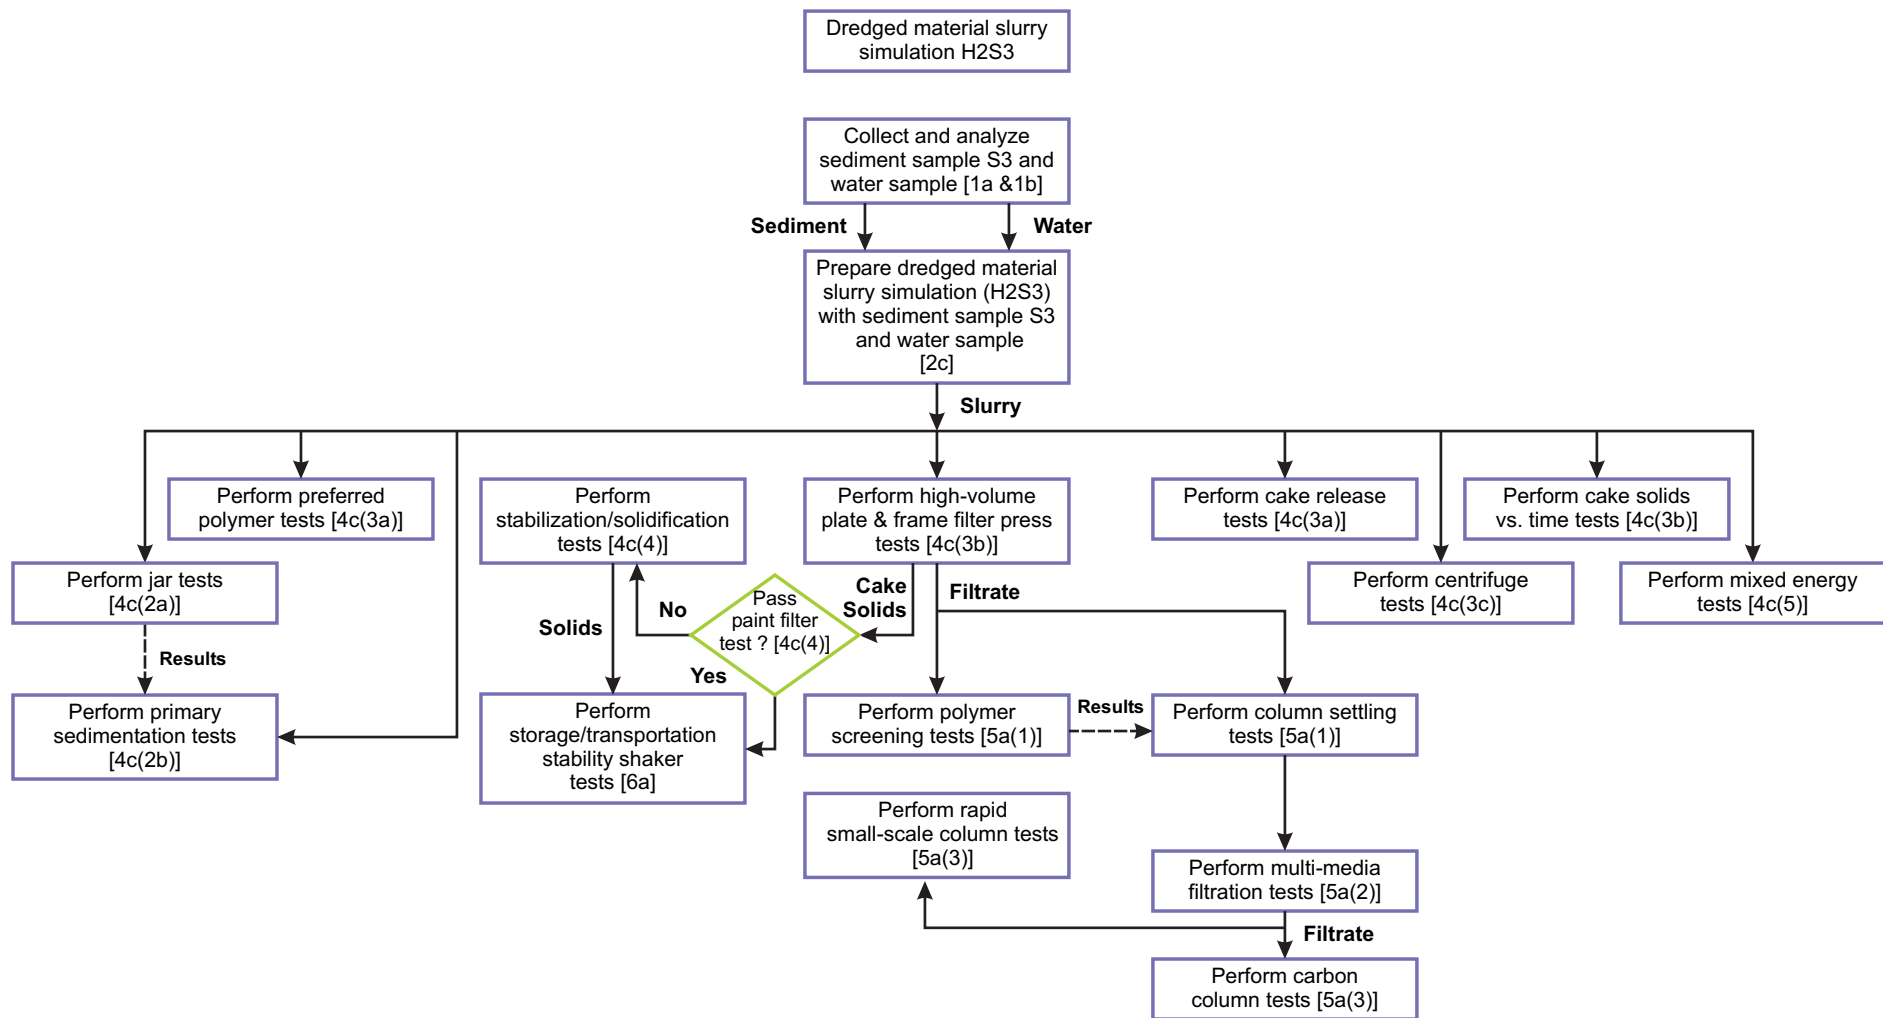 Dredged material slurry
simulation H2S3
Collect and analyze
sediment sample S3 and
water sample [1a &1b]
Sediment
Water
Prepare dredged material
slurry simulation (H2S3)
with sediment sample S3
and water sample
[2c]
Slurry
Perform preferred
polymer tests [4c(3a)]
Perform
stabilization/solidification
tests [4c(4)]
Perform high-volume
plate & frame filter press
tests [4c(3b)]
Perform cake release
tests [4c(3a)]
Perform cake solids
vs. time tests [4c(3b)]
Perform jar tests
[4c(2a)]
Perform centrifuge
tests [4c(3c)]
Perform mixed energy
tests [4c(5)]
Pass
paint filter
test ? [4c(4)]
No
Yes
Cake
Solids
Filtrate
Solids
Results
Perform primary
sedimentation tests
[4c(2b)]
Perform
storage/transportation
stability shaker
tests [6a]
Perform polymer
screening tests [5a(1)]
Results
Perform column settling
tests [5a(1)]
Perform rapid
small-scale column tests
[5a(3)]
Perform multi-media
filtration tests [5a(2)]
Filtrate
Perform carbon
column tests [5a(3)]